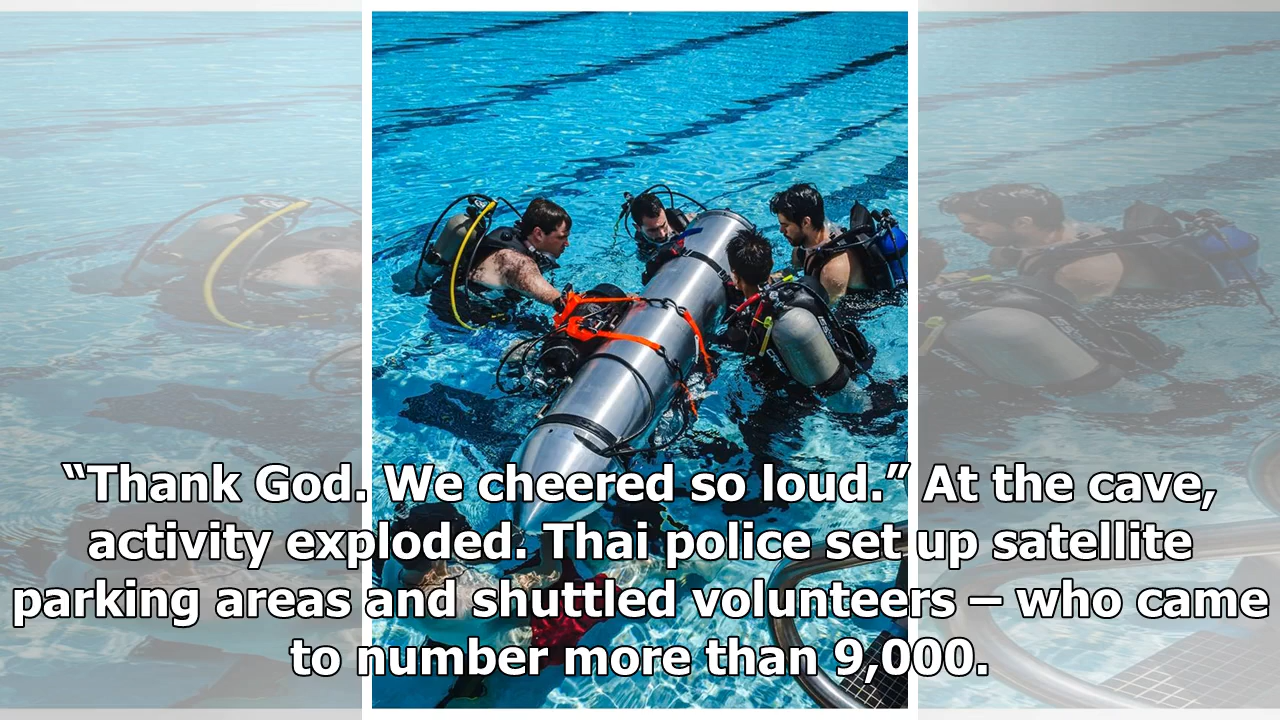 “Thank God. We cheered so loud.” At the cave,
activity exploded. Thai police set up satellite
parking areas and shuttled volunteers – who came
to number more than 9,000.